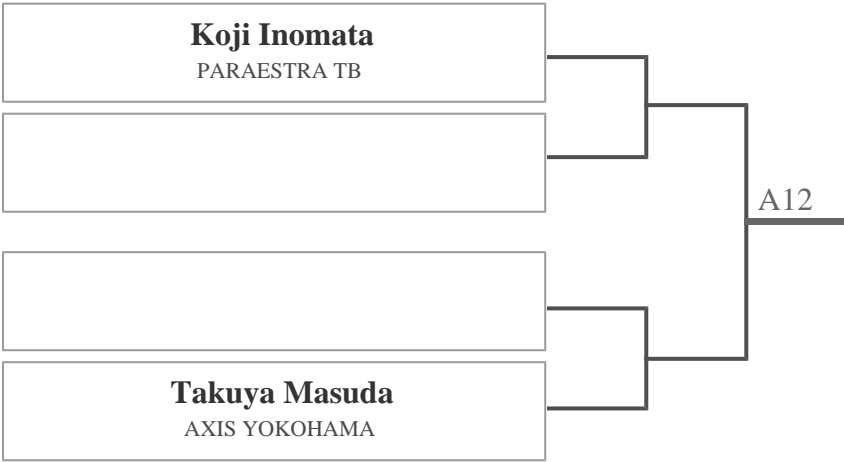 Koji Inomata
PARAESTRA TB
A12
Takuya Masuda
AXIS YOKOHAMA